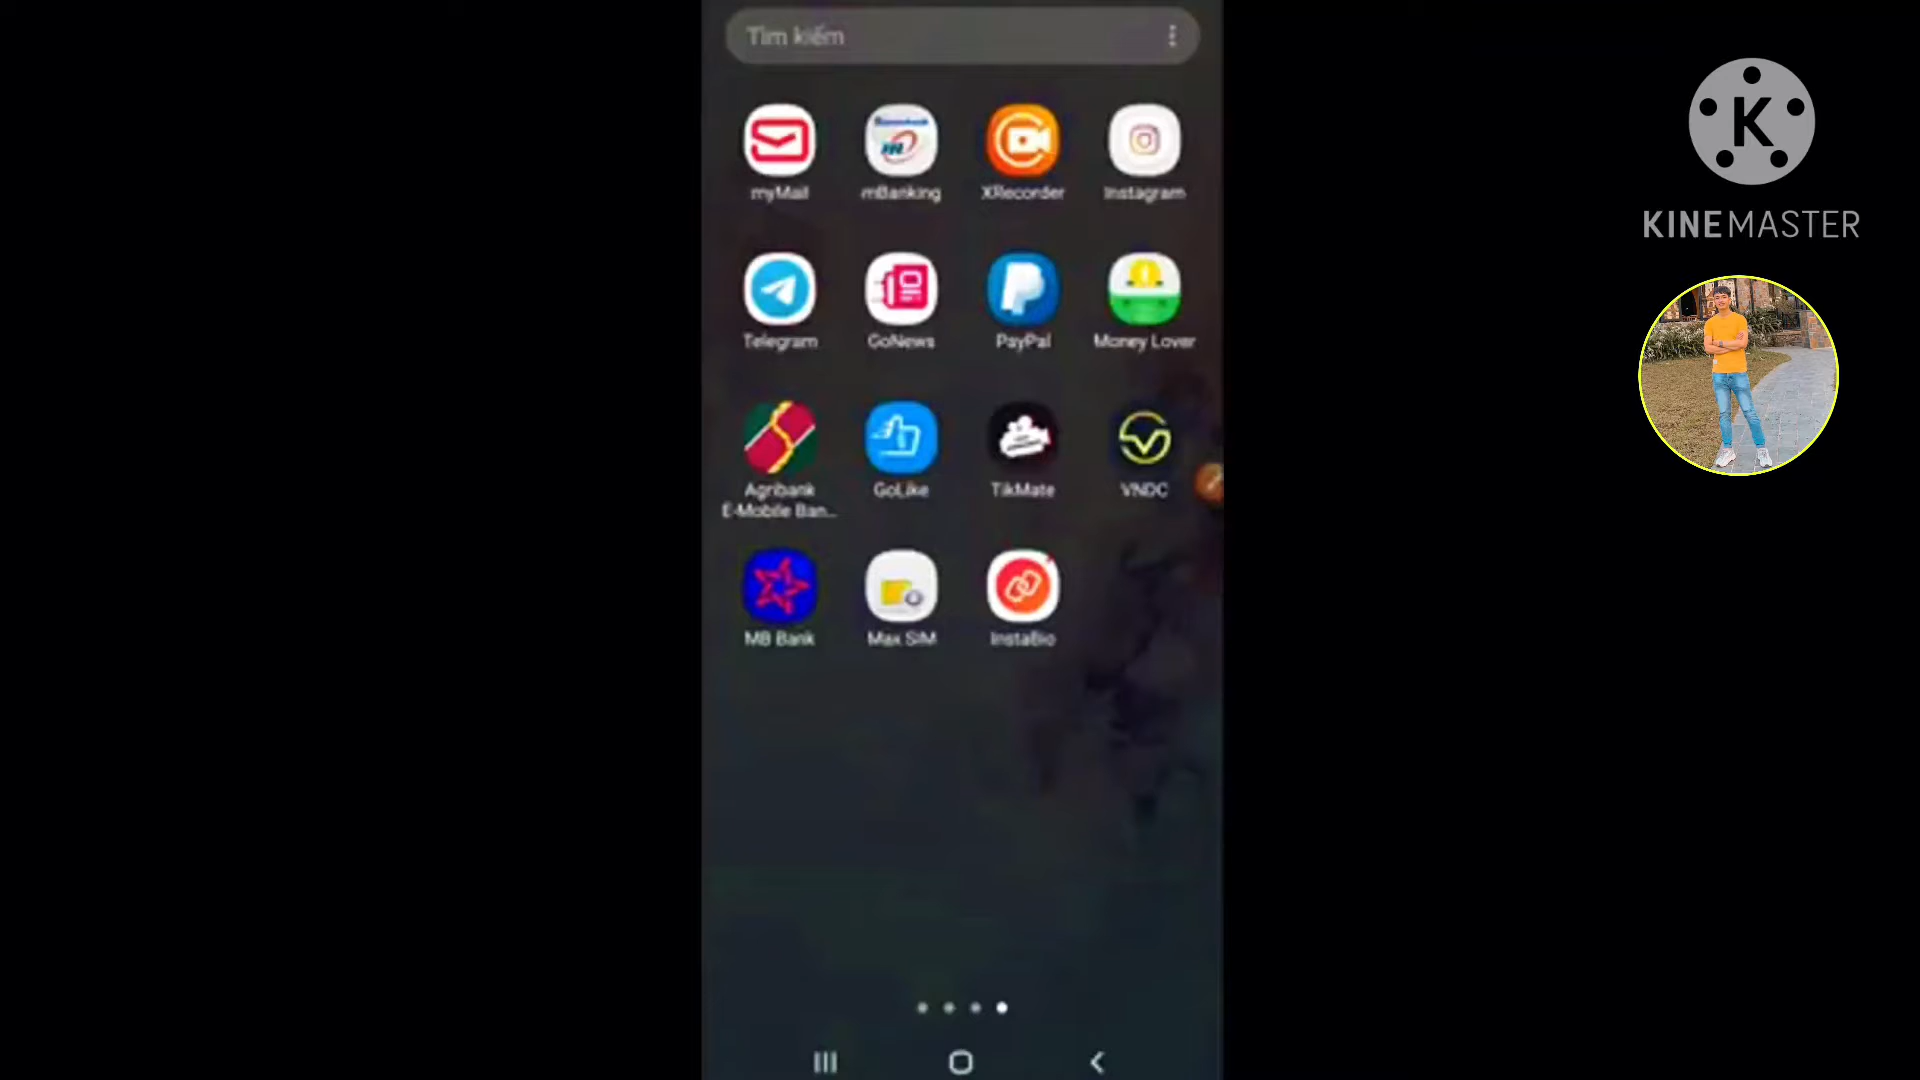 Tìm kiếm
K
KINEMASTER
myMail
mBanking
XRecorder
Instagram
Telegram
GoNews
PayPal
Money Lover
Agribank
E-Mobile Ban...
GoLike
TikMate
VNDC
MB Bank
Max SIM
InstaBio